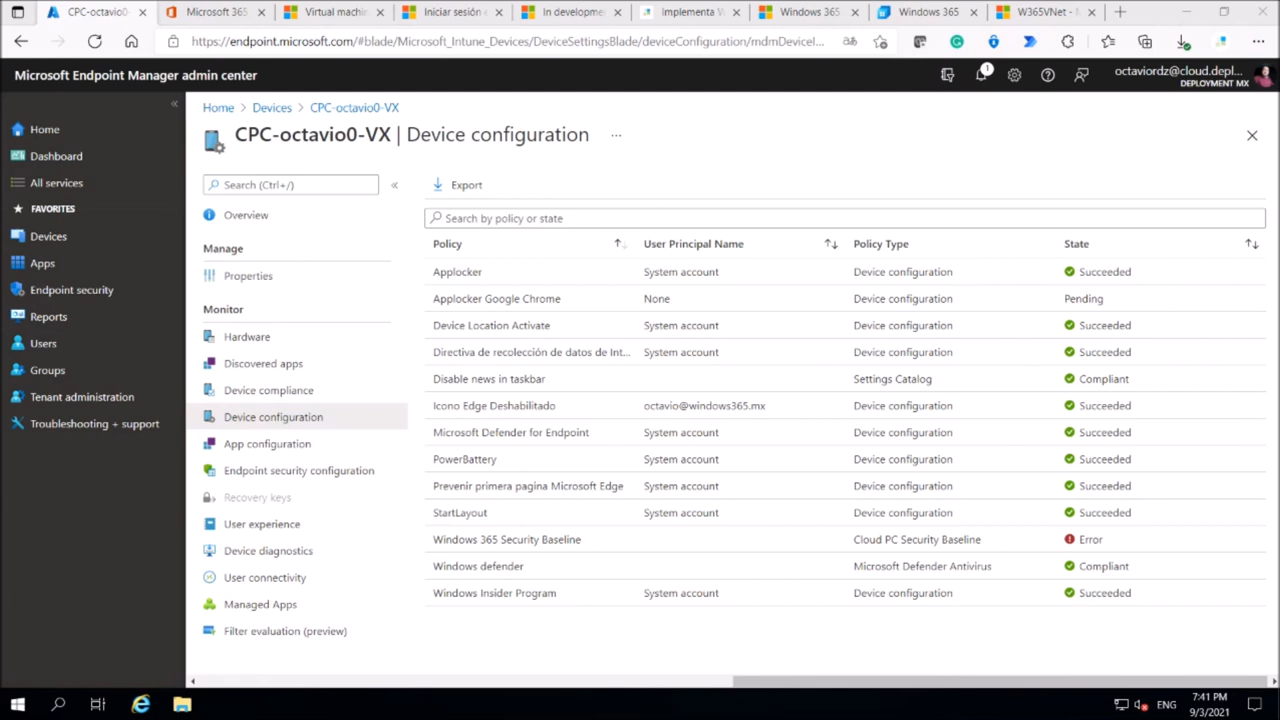 CPC-octavio0
Microsoft 365
Virtual machin
Iniciar sesión e
In developme
Implementa W
Windows 365
Windows 365
W365VNet - M
https://endpoint.microsoft.com/#blade/Microsoft_Intune_Devices/DeviceSettingsBlade/deviceConfiguration/mdmDeviceI...
Microsoft Endpoint Manager admin center
1
octaviordz@cloud.depl...
DEPLOYMENT MX
Home
Dashboard
All services
FAVORITES
Devices
Apps
Endpoint security
Reports
Users
Groups
Tenant administration
Troubleshooting + support
Home > Devices > CPC-octavio0-VX
CPC-octavio0-VX | Device configuration ...
Search (Ctrl+/)
Overview
Manage
Properties
Monitor
Hardware
Discovered apps
Device compliance
Device configuration
App configuration
Endpoint security configuration
Recovery keys
User experience
Device diagnostics
User connectivity
Managed Apps
Filter evaluation (preview)
Export
Search by policy or state
Policy User Principal Name Policy Type State
Applocker System account Device configuration Succeeded
Applocker Google Chrome None Device configuration Pending
Device Location Activate System account Device configuration Succeeded
Directiva de recolección de datos de Int... System account Device configuration Succeeded
Disable news in taskbar Settings Catalog Compliant
Icono Edge Deshabilitado octavio@windows365.mx Device configuration Succeeded
Microsoft Defender for Endpoint System account Device configuration Succeeded
PowerBattery System account Device configuration Succeeded
Prevenir primera pagina Microsoft Edge System account Device configuration Succeeded
StartLayout System account Device configuration Succeeded
Windows 365 Security Baseline Cloud PC Security Baseline Error
Windows defender Microsoft Defender Antivirus Compliant
Windows Insider Program System account Device configuration Succeeded
ENG
7:41 PM
9/3/2021